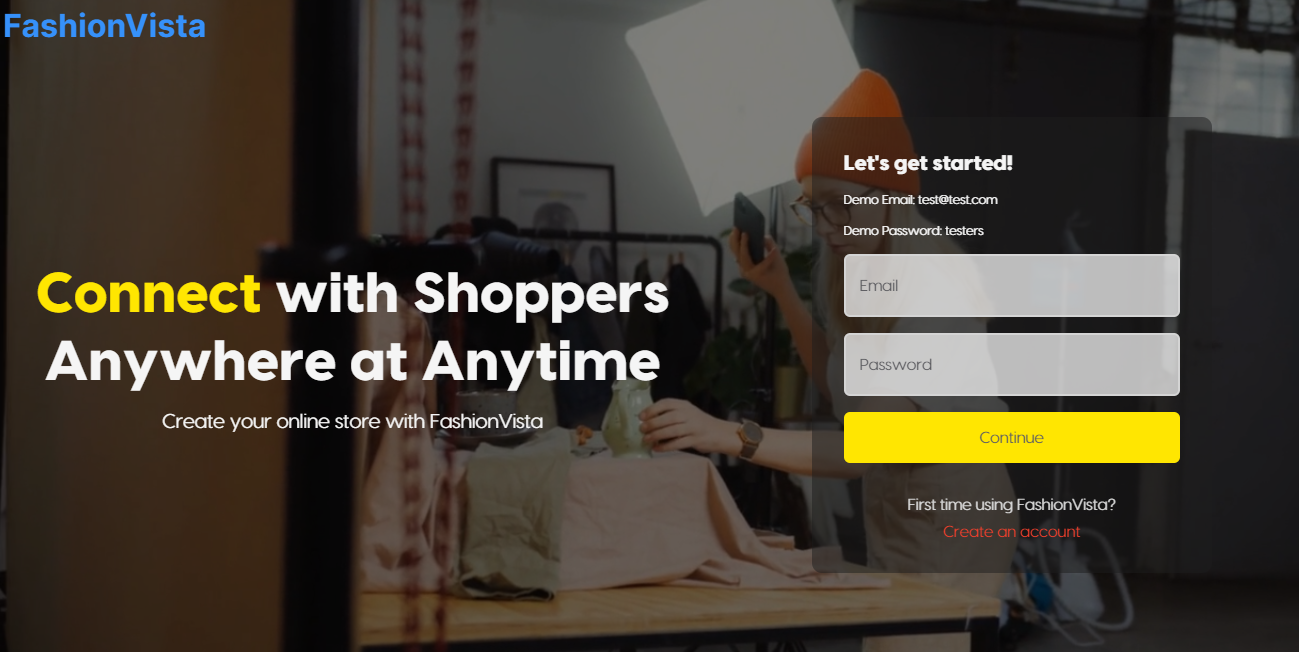 FashionVista
Connect with Shoppers
Anywhere at Anytime
Create your online store with FashionVista
Let's get started!
Demo Email: test@test.com
Demo Password: testers
Email
Password
Continue
First time using FashionVista?
Create an account